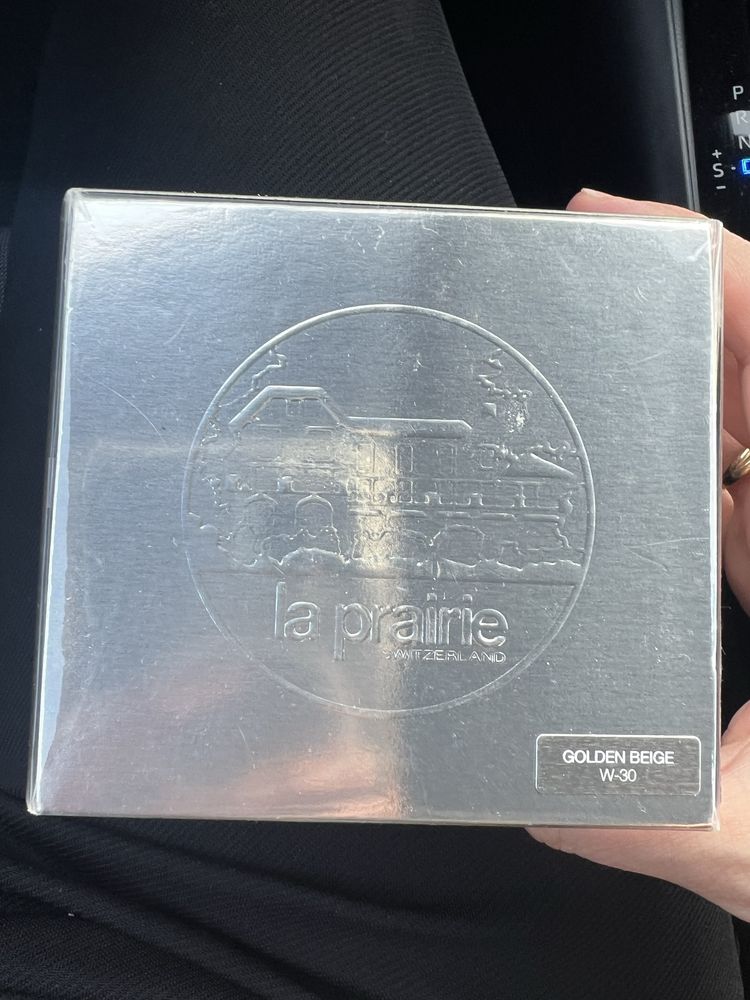 P
R
N
+
S
D
-
la prairie
SWITZERLAND
GOLDEN BEIGE
W-30